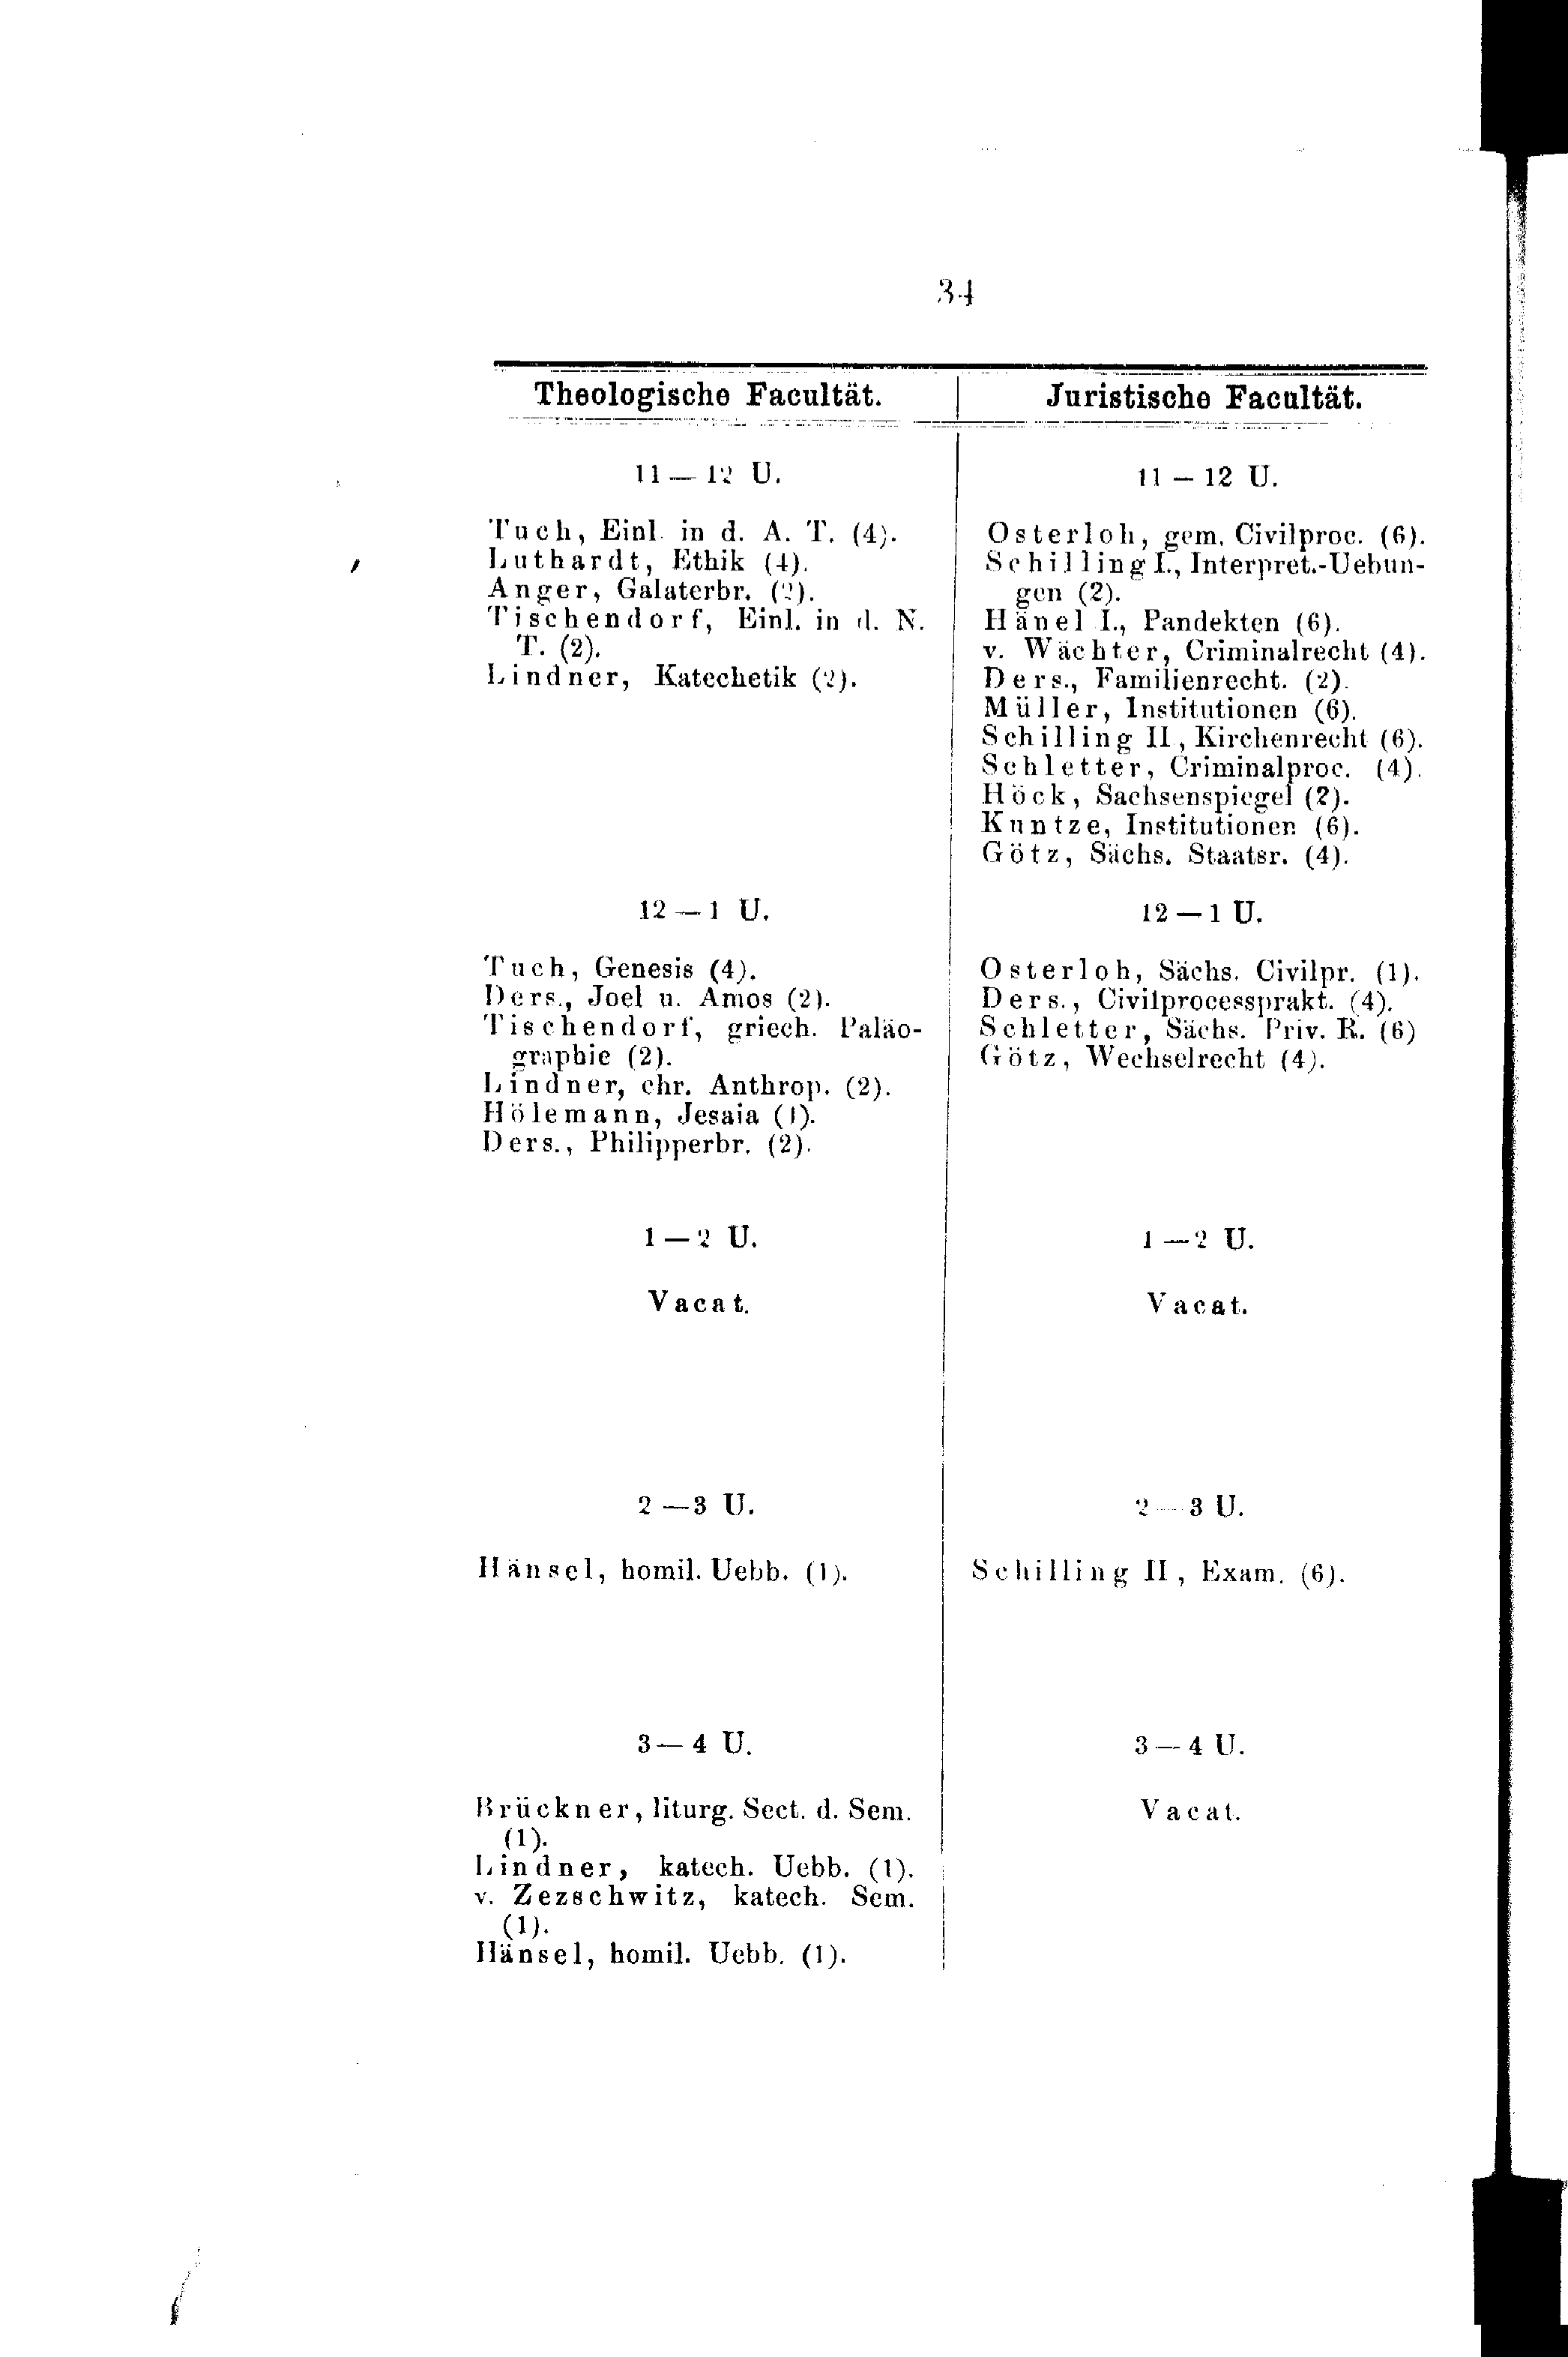 34
Theologische Facultät.
11 — 12 U.
Tuch, Einl. in d. A. T. (4).
Luthardt, Ethik (4).
Anger, Galaterbr. (2).
Tischendorf, Einl. in d. N.
T. (2).
Lindner, Katechetik (2).
12 — 1 U.
Tuch, Genesis (4).
Ders., Joel u. Amos (2).
Tischendorf, griech. Paläo-
graphie (2).
Lindner, chr. Anthrop. (2).
Hölemann, Jesaia (1).
Ders., Philipperbr. (2).
1 — 2 U.
Vacat.
2 — 3 U.
Hänsel, homil. Uebb. (1).
3 — 4 U.
Brückner, liturg. Sect. d. Sem.
(1).
Lindner, katech. Uebb. (1).
v. Zezschwitz, katech. Sem.
(1).
Hänsel, homil. Uebb. (1).
Juristische Facultät.
11 — 12 U.
Osterloh, gem. Civilproc. (6).
Schilling I., Interpret.-Uebun-
gen (2).
Hänel I., Pandekten (6).
v. Wächter, Criminalrecht (4).
Ders., Familienrecht. (2).
Müller, Institutionen (6).
Schilling II., Kirchenrecht (6).
Schletter, Criminalproc. (4).
Höck, Sachsenspiegel (2).
Kuntze, Institutionen (6).
Götz, Sächs. Staatsr. (4).
12 — 1 U.
Osterloh, Sächs. Civilpr. (1).
Ders., Civilprocessprakt. (4).
Schletter, Sächs. Priv. R. (6)
Götz, Wechselrecht (4).
1 — 2 U.
Vacat.
2 — 3 U.
Schilling II, Exam. (6).
3 — 4 U.
Vacat.